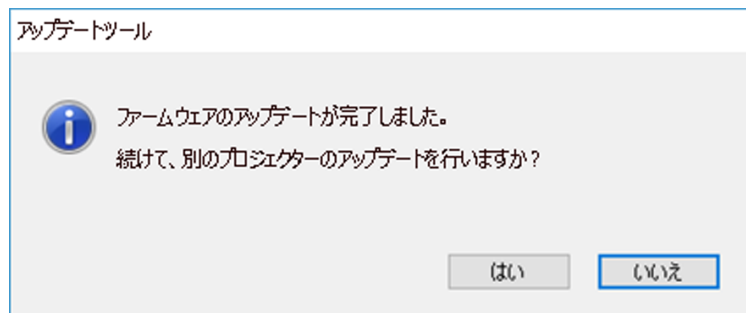 アップデートツール
ファームウェアのアップデートが完了しました。
続けて、別のプロジェクターのアップデートを行いますか？
はい
いいえ